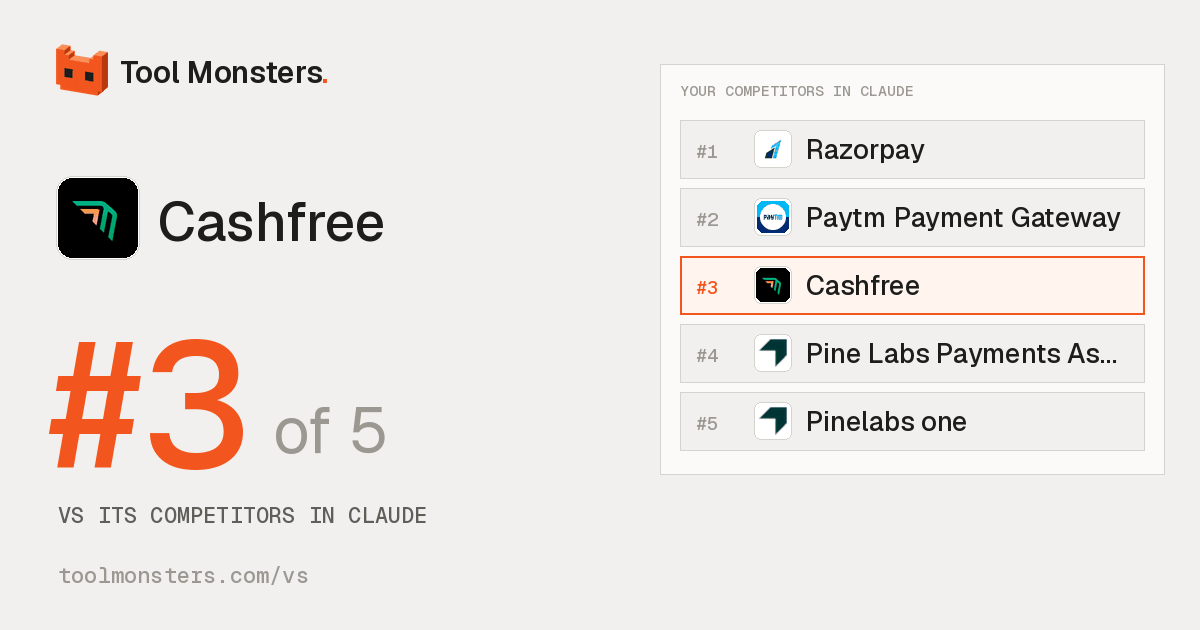 Tool Monsters.
Cashfree
#3 of 5
VS ITS COMPETITORS IN CLAUDE
toolmonsters.com/vs
YOUR COMPETITORS IN CLAUDE
#1 Razorpay
#2 Paytm Paytm Payment Gateway
#3 Cashfree
#4 Pine Labs Payments As...
#5 Pinelabs one